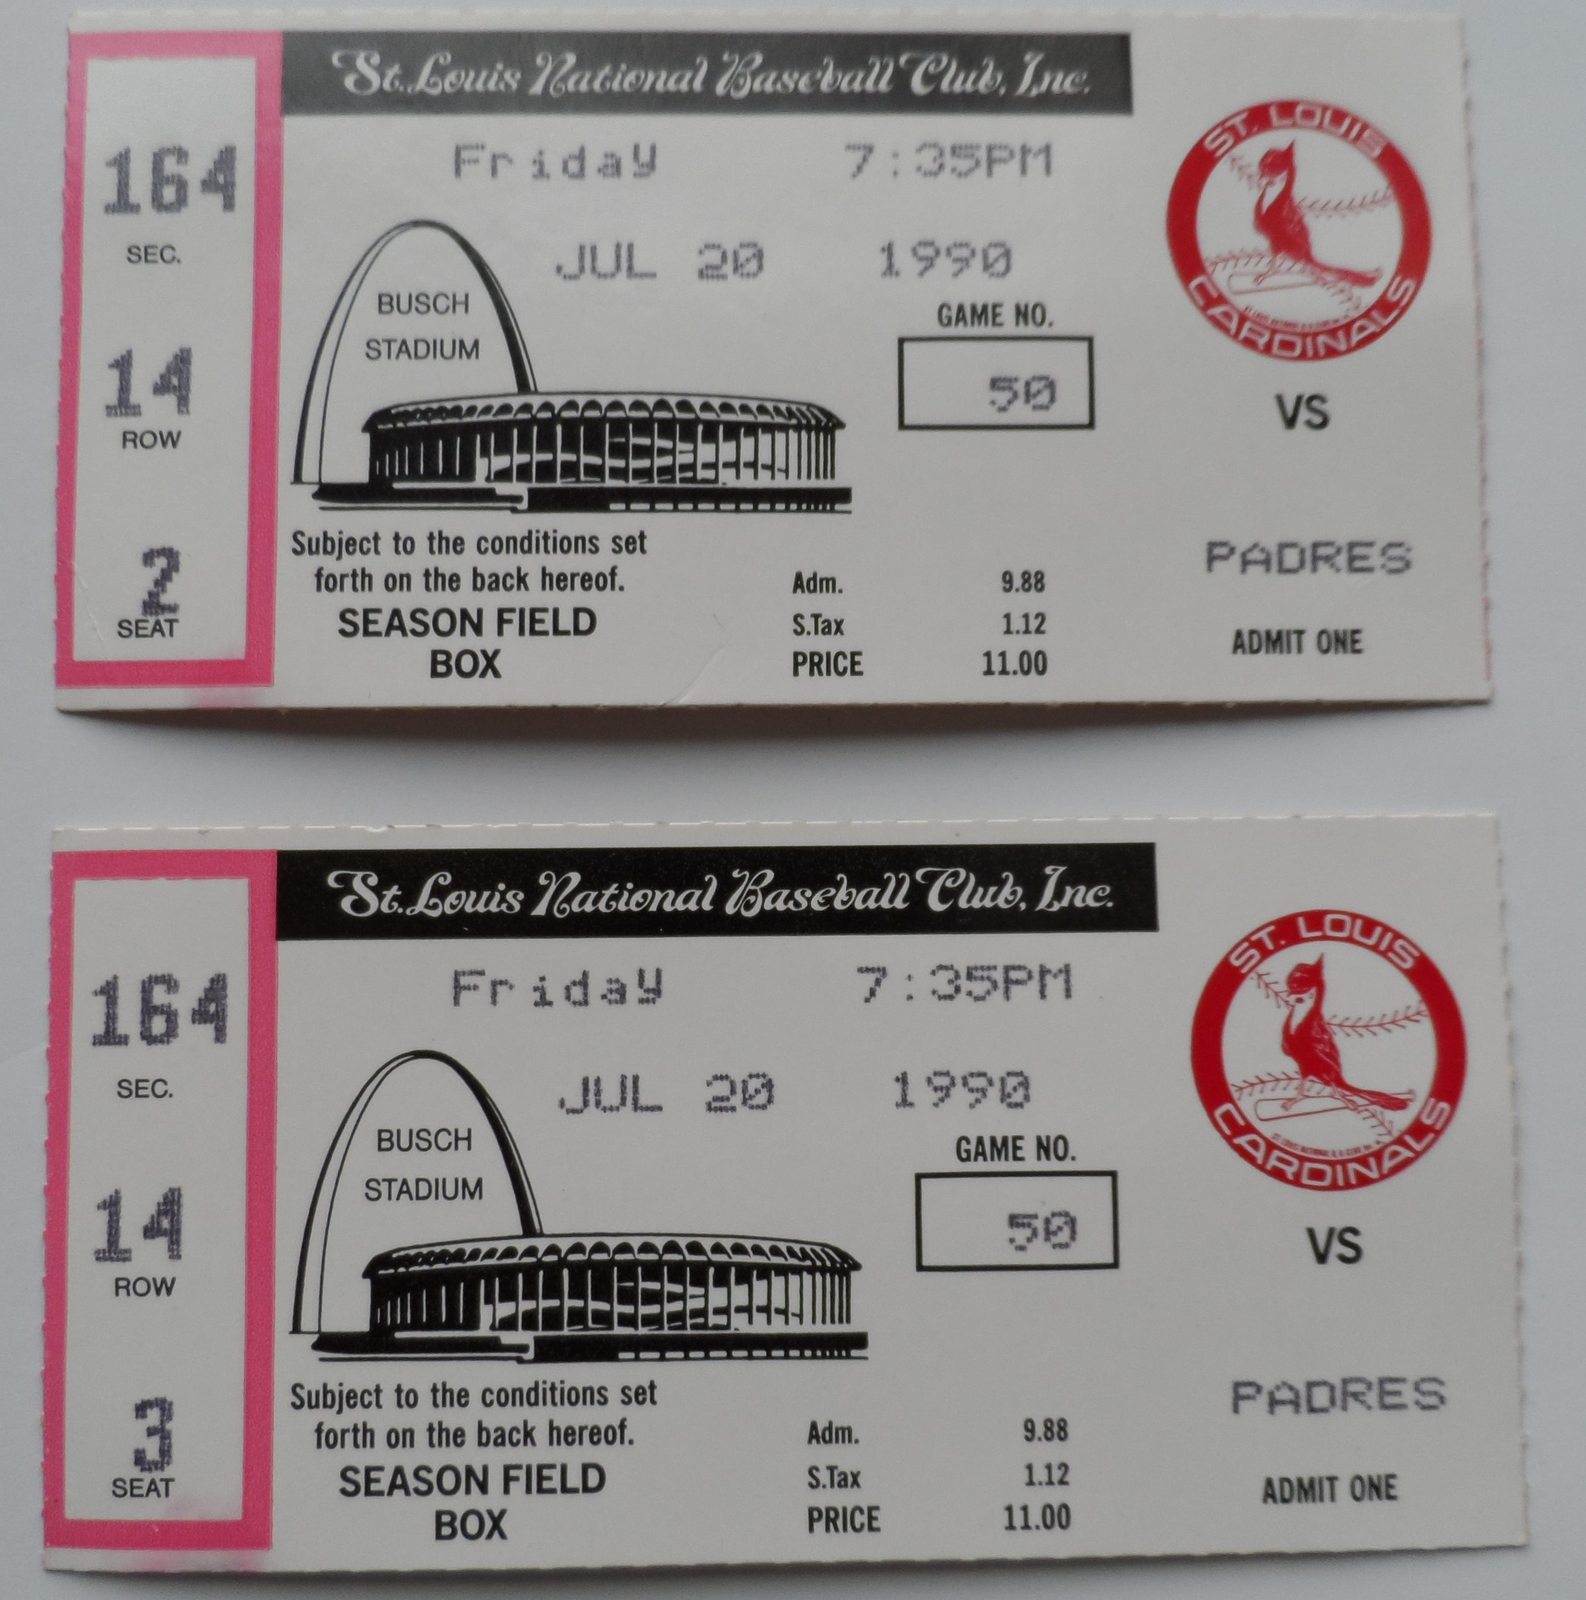 St. Louis National Baseball Club, Inc.
164
SEC.
14
ROW
2
SEAT
Friday 7:35PM
JUL 20 1990
BUSCH
STADIUM
GAME NO.
50
Subject to the conditions set
forth on the back hereof.
SEASON FIELD
BOX
Adm. 9.88
S.Tax 1.12
PRICE 11.00
ST. LOUIS
CARDINALS
VS
PADRES
ADMIT ONE
St. Louis National Baseball Club, Inc.
164
SEC.
14
ROW
3
SEAT
Friday 7:35PM
JUL 20 1990
BUSCH
STADIUM
GAME NO.
50
Subject to the conditions set
forth on the back hereof.
SEASON FIELD
BOX
Adm. 9.88
S.Tax 1.12
PRICE 11.00
ST. LOUIS
CARDINALS
VS
PADRES
ADMIT ONE